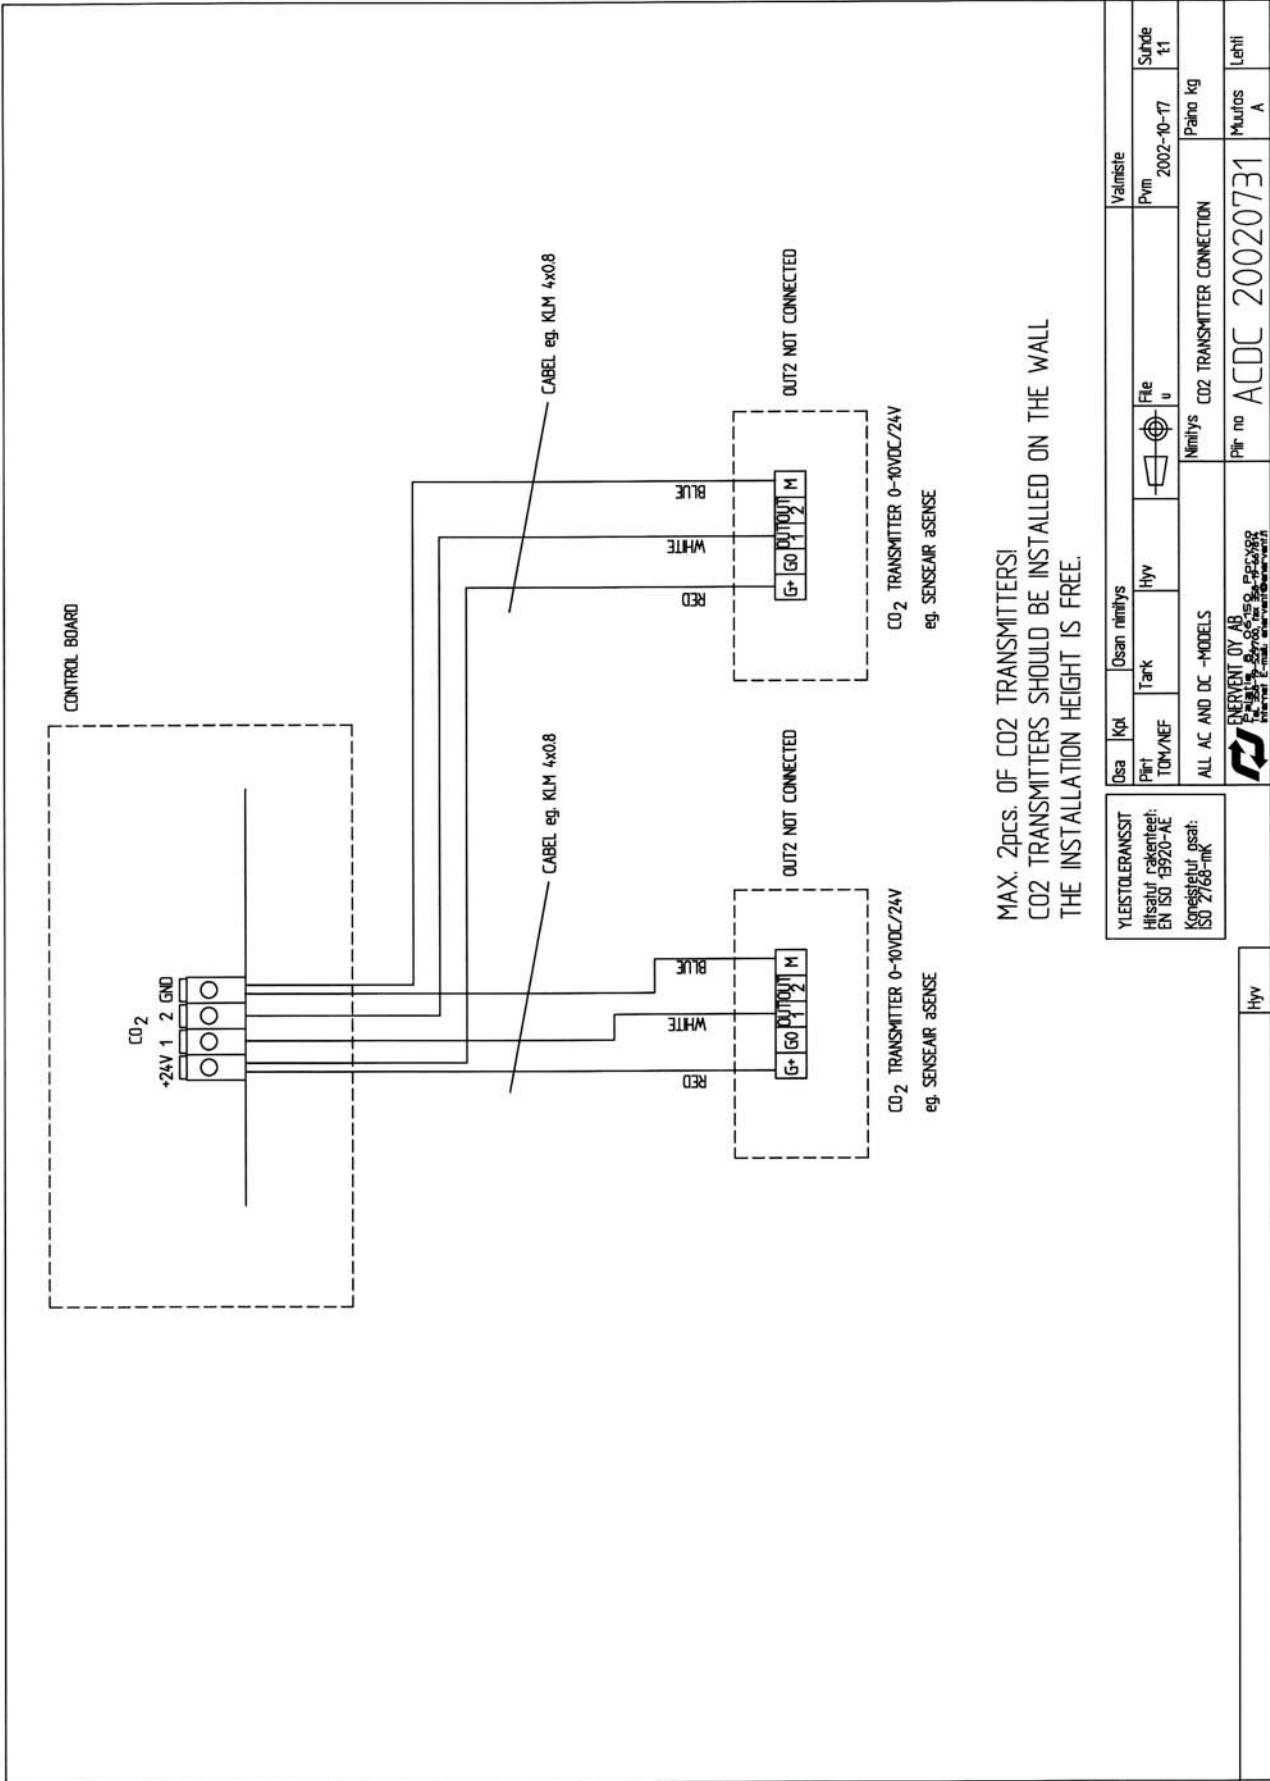 CONTROL BOARD
CO2
+24V 1 2 GND
CABEL eg. KLM 4x0.8
CABEL eg. KLM 4x0.8
RED
WHITE
BLUE
RED
WHITE
BLUE
G+ G0 OUT 1 OUT 2 M
OUT2 NOT CONNECTED
G+ G0 OUT 1 OUT 2 M
OUT2 NOT CONNECTED
CO2 TRANSMITTER 0-10VDC/24V
eg. SENSEAIR aSENSE
CO2 TRANSMITTER 0-10VDC/24V
eg. SENSEAIR aSENSE
MAX. 2pcs. OF CO2 TRANSMITTERS!
CO2 TRANSMITTERS SHOULD BE INSTALLED ON THE WALL
THE INSTALLATION HEIGHT IS FREE.
YLEISTOLERANSSIT
Hitsatut rakenteet:
EN ISO 13920-AE
Koneistetut osat:
ISO 2768-mK
Osa Kpl Osan nimitys Valmiste
Piirt Tark Hyv File Pvm Suhde
TOM/NEF u 2002-10-17 1:1
ALL AC AND DC -MODELS
Nimitys CO2 TRANSMITTER CONNECTION
Paino kg
ENERVENT OY AB
Piir no ACDC 20020731
Muutos
A
Lehti
Hyv